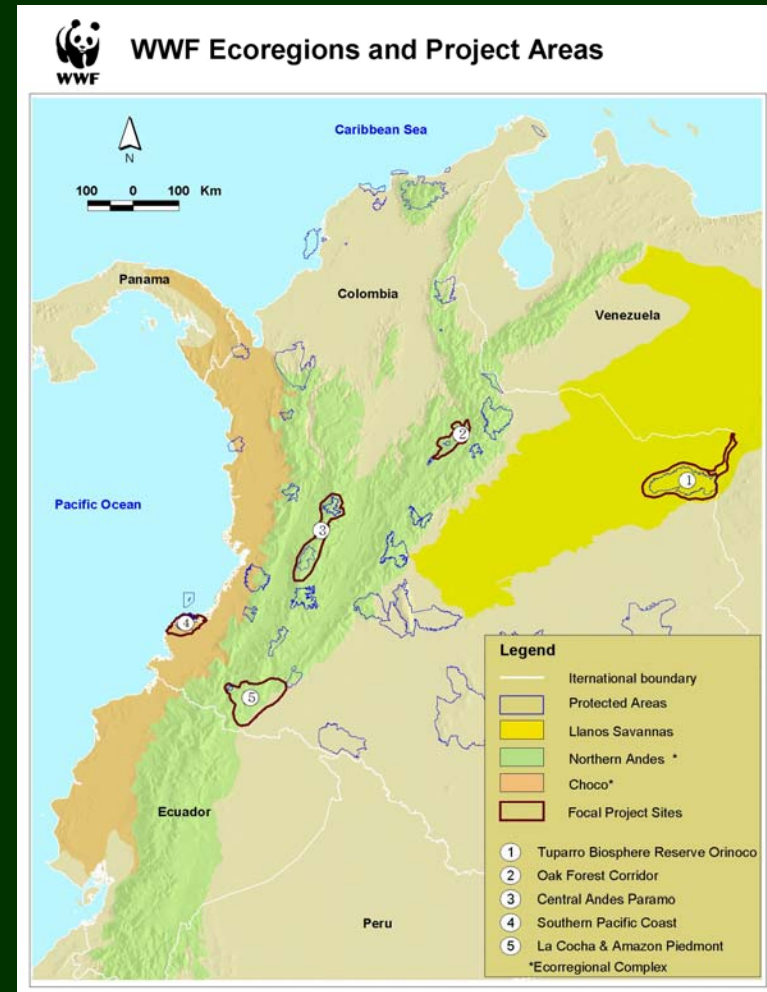 WWF
WWF Ecoregions and Project Areas
Caribbean Sea
N
100 0 100 Km
Panama
Colombia
Venezuela
2
1
Pacific Ocean
3
4
5
Ecuador
Peru
Legend
Iternational boundary
Protected Areas
Llanos Savannas
Northern Andes *
Choco*
Focal Project Sites
1 Tuparro Biosphere Reserve Orinoco
2 Oak Forest Corridor
3 Central Andes Paramo
4 Southern Pacific Coast
5 La Cocha & Amazon Piedmont
*Ecorregional Complex